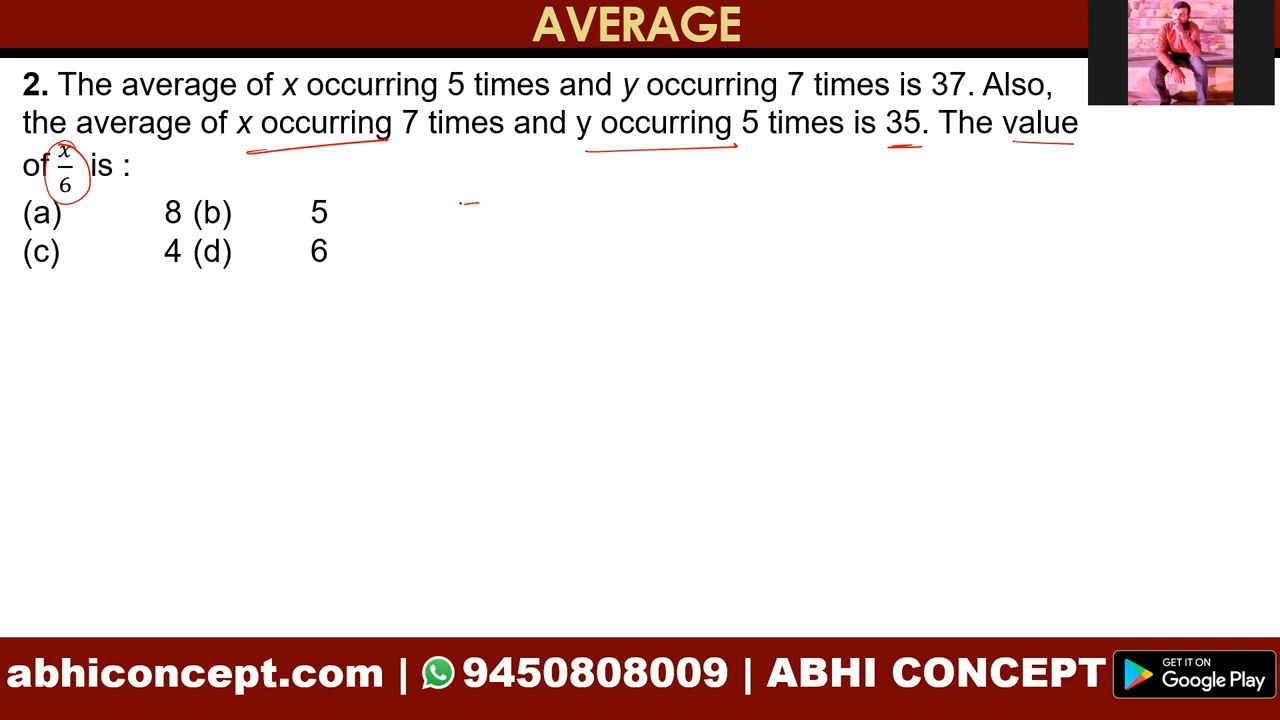 AVERAGE
2. The average of x occurring 5 times and y occurring 7 times is 37. Also,
the average of x occurring 7 times and y occurring 5 times is 35. The value
of x/6 is :
(a) 8 (b) 5
(c) 4 (d) 6
abhiconcept.com | 9450808009 | ABHI CONCEPT
GET IT ON
Google Play